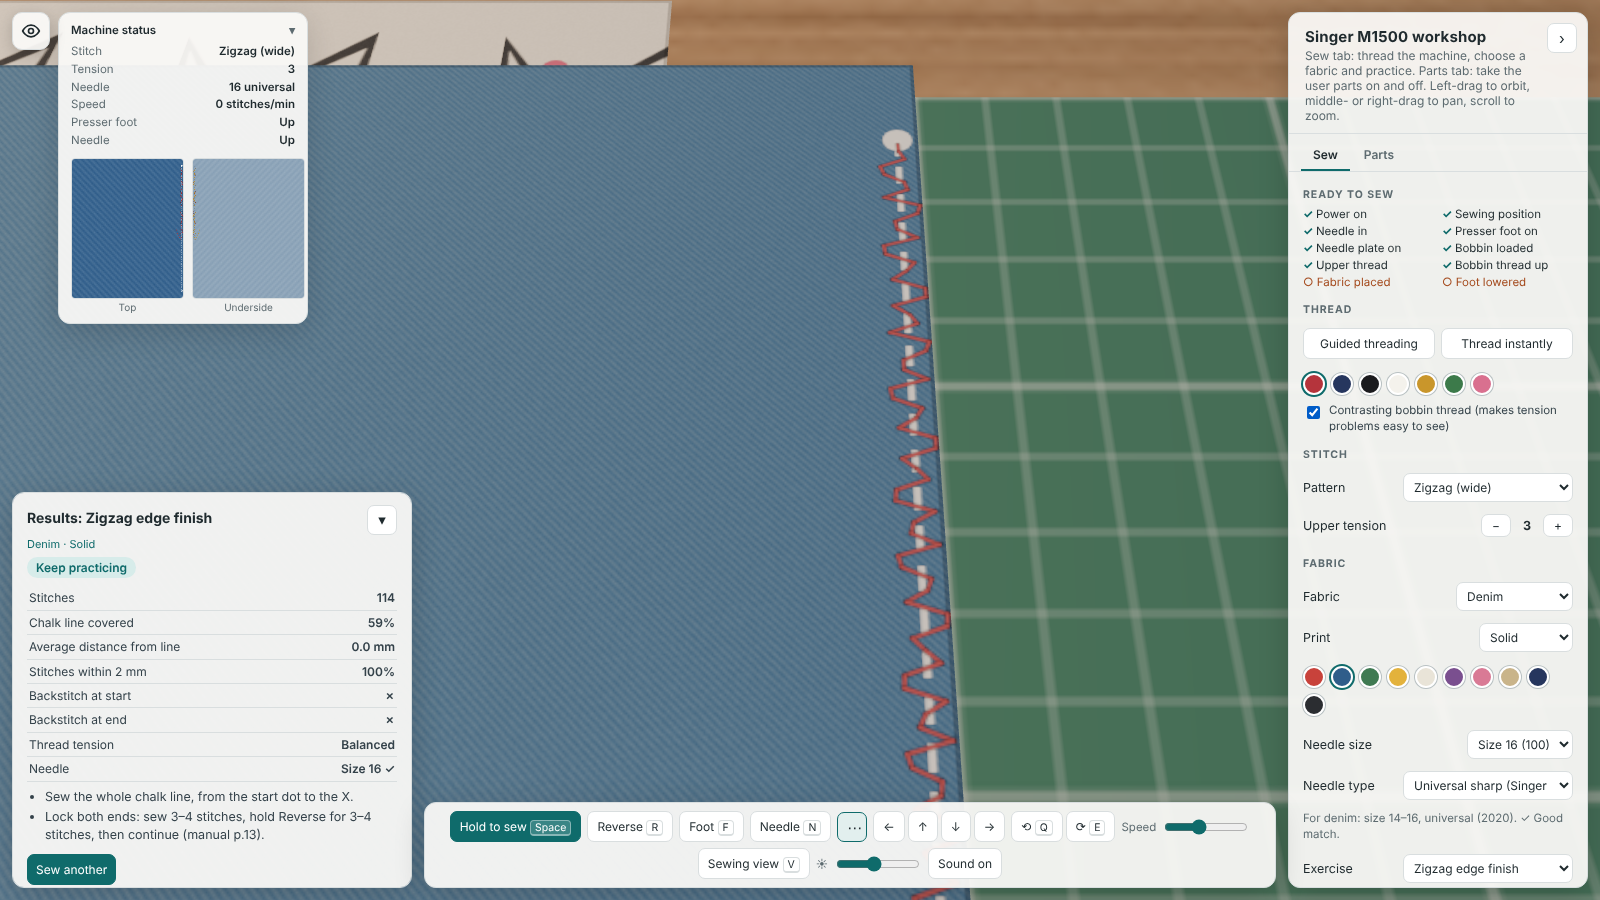 Machine status ▼
Stitch Zigzag (wide)
Tension 3
Needle 16 universal
Speed 0 stitches/min
Presser foot Up
Needle Up
Top Underside
Results: Zigzag edge finish ▼
Denim · Solid
Keep practicing
Stitches 114
Chalk line covered 59%
Average distance from line 0.0 mm
Stitches within 2 mm 100%
Backstitch at start ×
Backstitch at end ×
Thread tension Balanced
Needle Size 16 ✓
• Sew the whole chalk line, from the start dot to the X.
• Lock both ends: sew 3–4 stitches, hold Reverse for 3–4
stitches, then continue (manual p.13).
Sew another
Hold to sew Space Reverse R Foot F Needle N ··· ← ↑ ↓ → ⟲ Q ⟳ E Speed
Sewing view V Sound on
Singer M1500 workshop ›
Sew tab: thread the machine, choose a
fabric and practice. Parts tab: take the
user parts on and off. Left-drag to orbit,
middle- or right-drag to pan, scroll to
zoom.
Sew Parts
READY TO SEW
✓ Power on ✓ Sewing position
✓ Needle in ✓ Presser foot on
✓ Needle plate on ✓ Bobbin loaded
✓ Upper thread ✓ Bobbin thread up
○ Fabric placed ○ Foot lowered
THREAD
Guided threading Thread instantly
Contrasting bobbin thread (makes tension
problems easy to see)
STITCH
Pattern Zigzag (wide)
Upper tension − 3 +
FABRIC
Fabric Denim
Print Solid
Needle size Size 16 (100)
Needle type Universal sharp (Singer
For denim: size 14–16, universal (2020). ✓ Good
match.
Exercise Zigzag edge finish